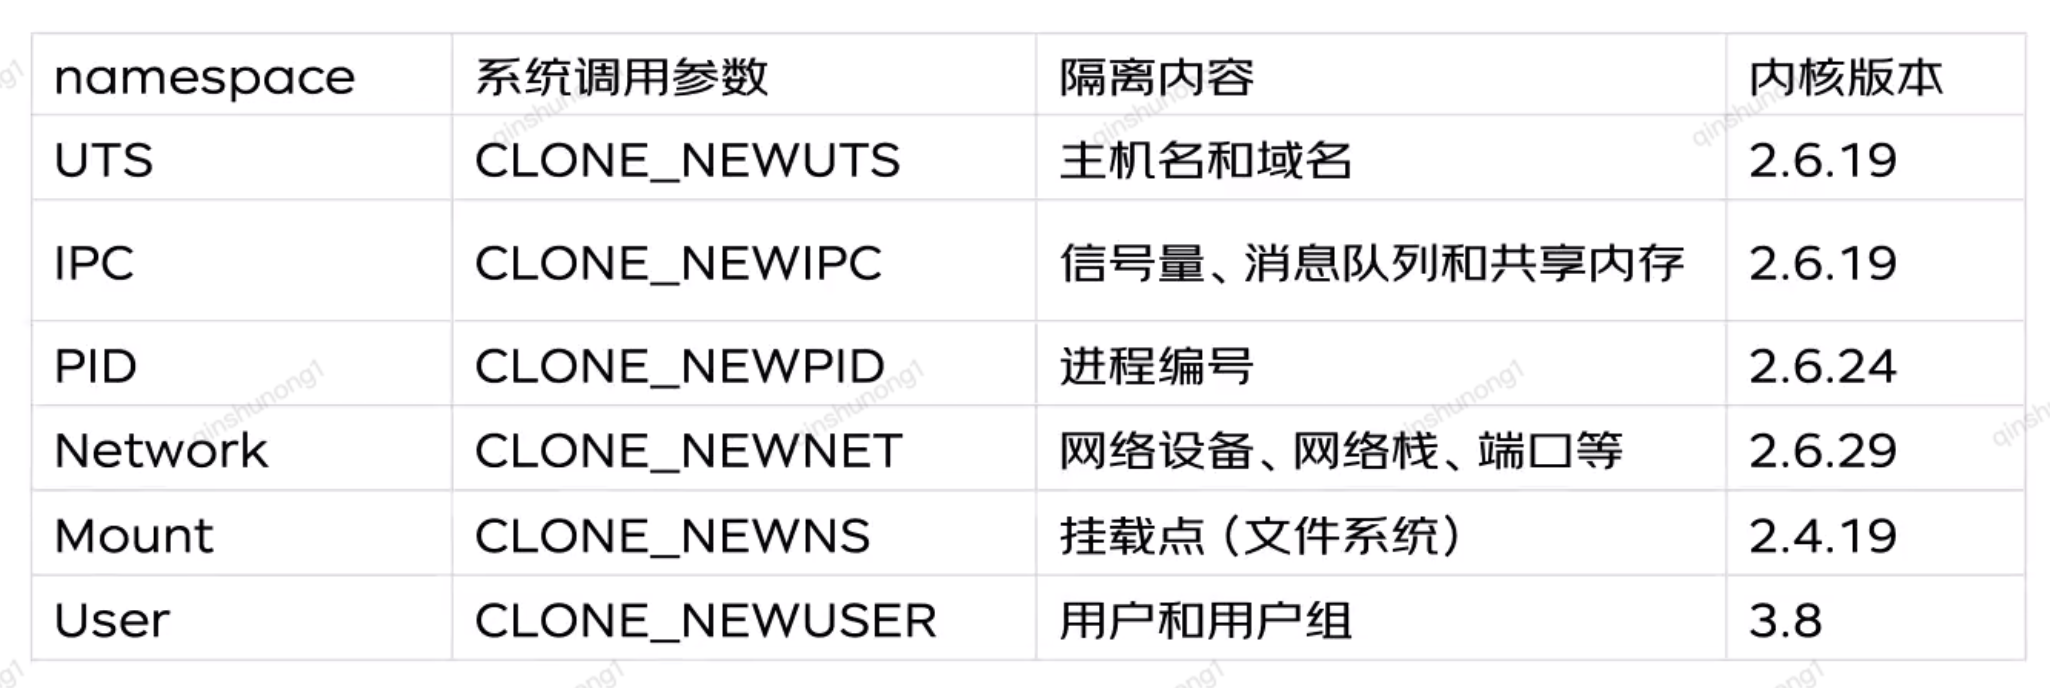 namespace 系统调用参数 隔离内容 内核版本
UTS CLONE_NEWUTS 主机名和域名 2.6.19
IPC CLONE_NEWIPC 信号量、消息队列和共享内存 2.6.19
PID CLONE_NEWPID 进程编号 2.6.24
Network CLONE_NEWNET 网络设备、网络栈、端口等 2.6.29
Mount CLONE_NEWNS 挂载点（文件系统） 2.4.19
User CLONE_NEWUSER 用户和用户组 3.8
qinshunong1
qinshunong1
qinshunong1